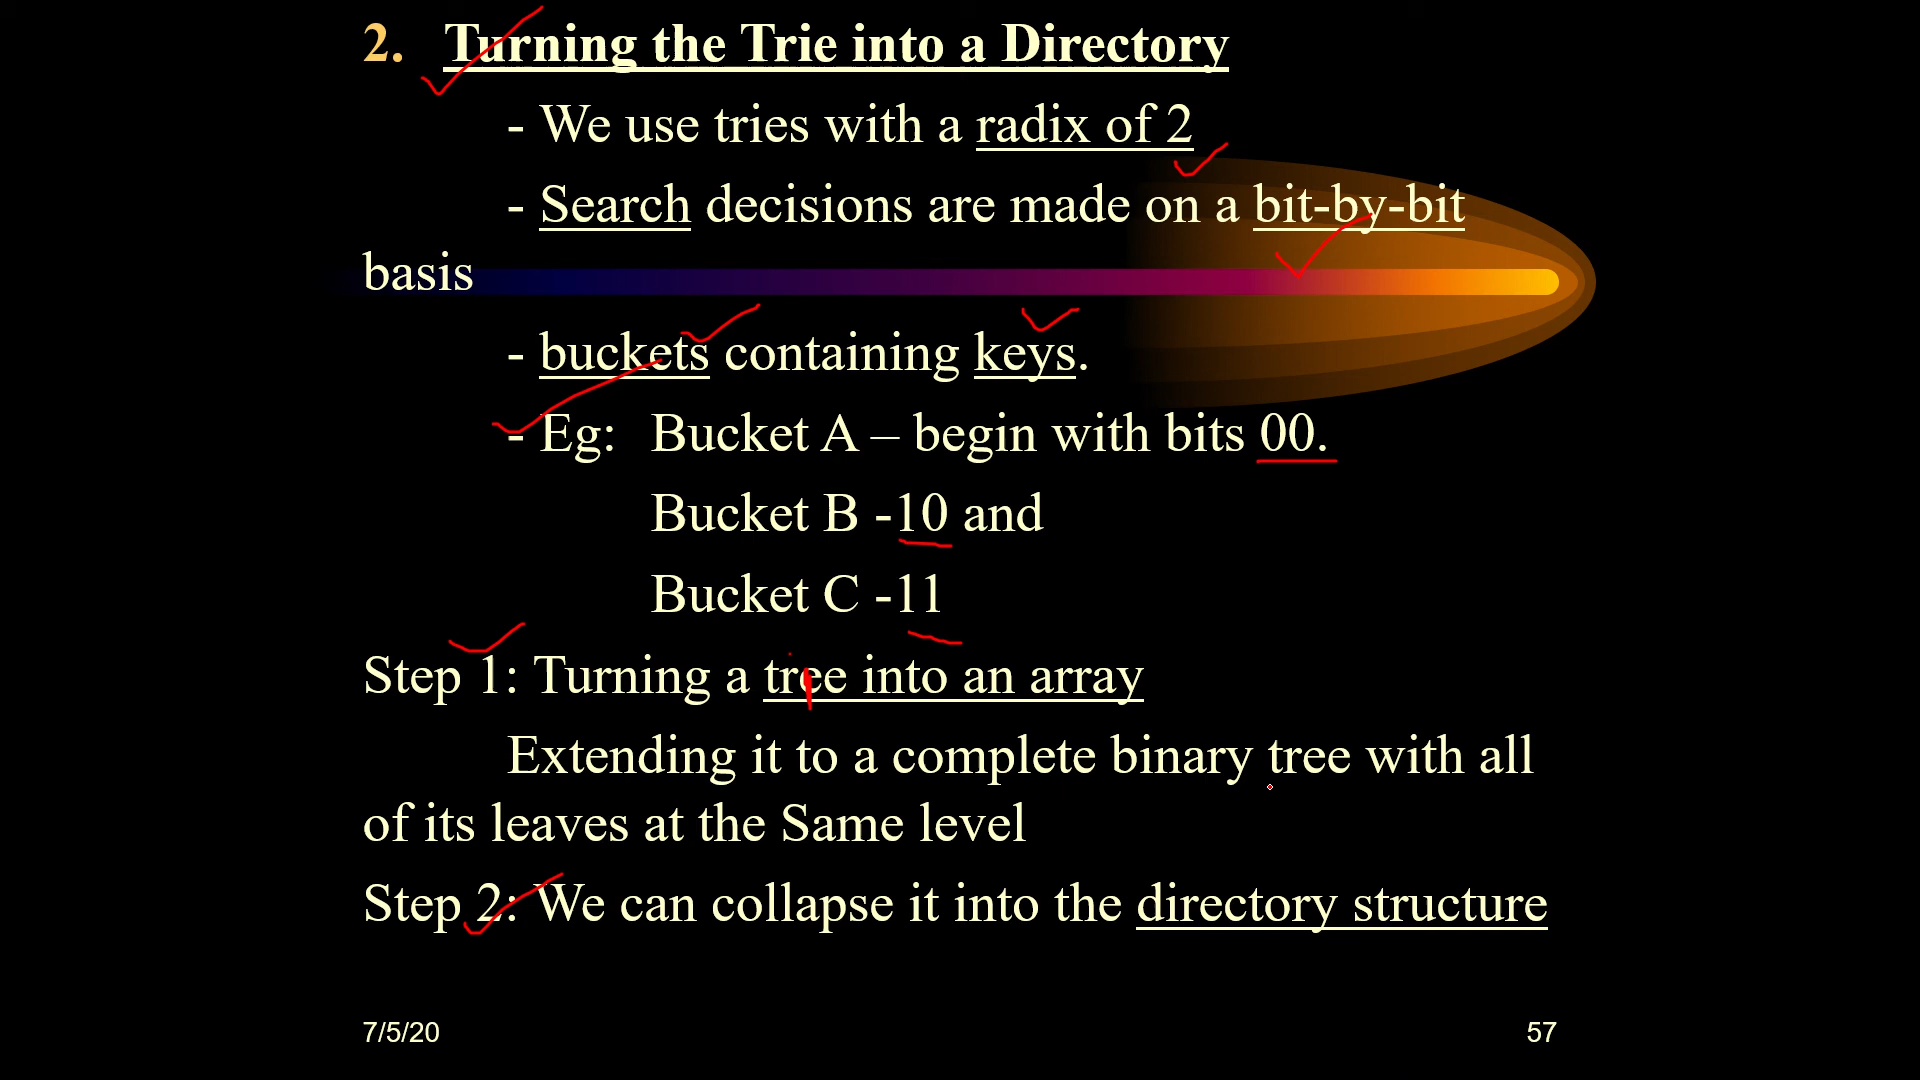 2. Turning the Trie into a Directory
- We use tries with a radix of 2
- Search decisions are made on a bit-by-bit
basis
- buckets containing keys.
- Eg: Bucket A – begin with bits 00.
Bucket B -10 and
Bucket C -11
Step 1: Turning a tree into an array
Extending it to a complete binary tree with all
of its leaves at the Same level
Step 2: We can collapse it into the directory structure
7/5/20
57